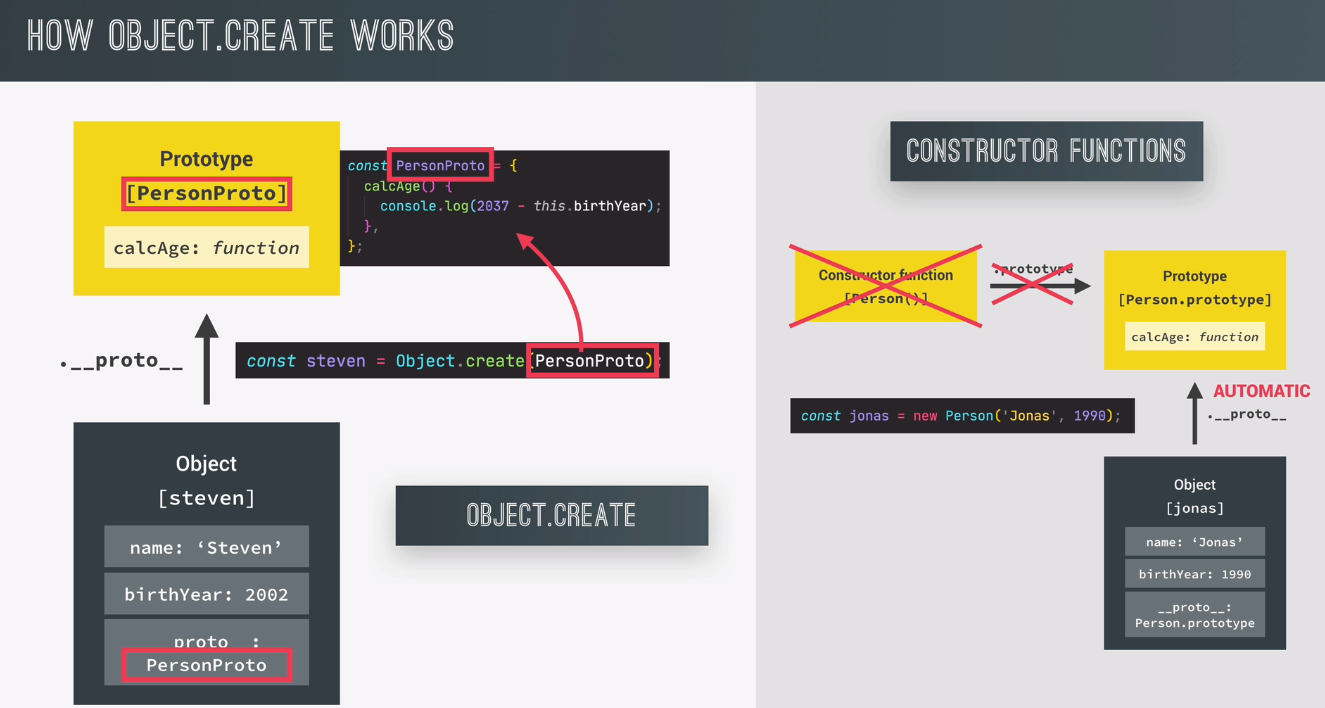 HOW OBJECT.CREATE WORKS
Prototype
[PersonProto]
calcAge: function
const PersonProto = {
calcAge() {
console.log(2037 - this.birthYear);
},
};
.__proto__
const steven = Object.create(PersonProto);
Object
[steven]
name: ‘Steven’
birthYear: 2002
__proto__:
PersonProto
OBJECT.CREATE
CONSTRUCTOR FUNCTIONS
Constructor function
[Person()]
.prototype
Prototype
[Person.prototype]
calcAge: function
const jonas = new Person('Jonas', 1990);
AUTOMATIC
.__proto__
Object
[jonas]
name: ‘Jonas’
birthYear: 1990
__proto__:
Person.prototype